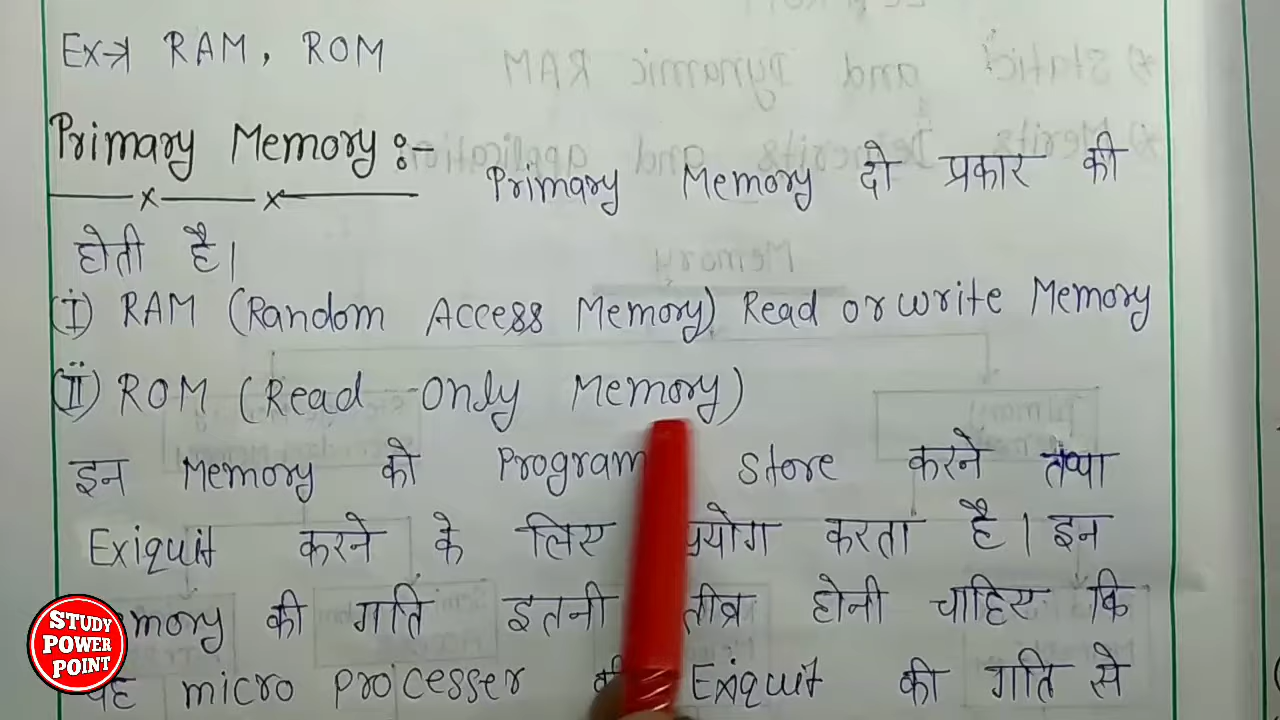 Ex→ RAM, ROM
Primary Memory:- Primary Memory दो प्रकार की
होती है।
(i) RAM (Random Access Memory) Read or write Memory
(ii) ROM (Read Only Memory)
इन Memory को Program Store करने तथा
Exiquit करने के लिए प्रयोग करता है। इन
Memory की गति इतनी तीव्र होनी चाहिए कि
यह micro processer की Exiquit की गति से
STUDY
POWER
POINT